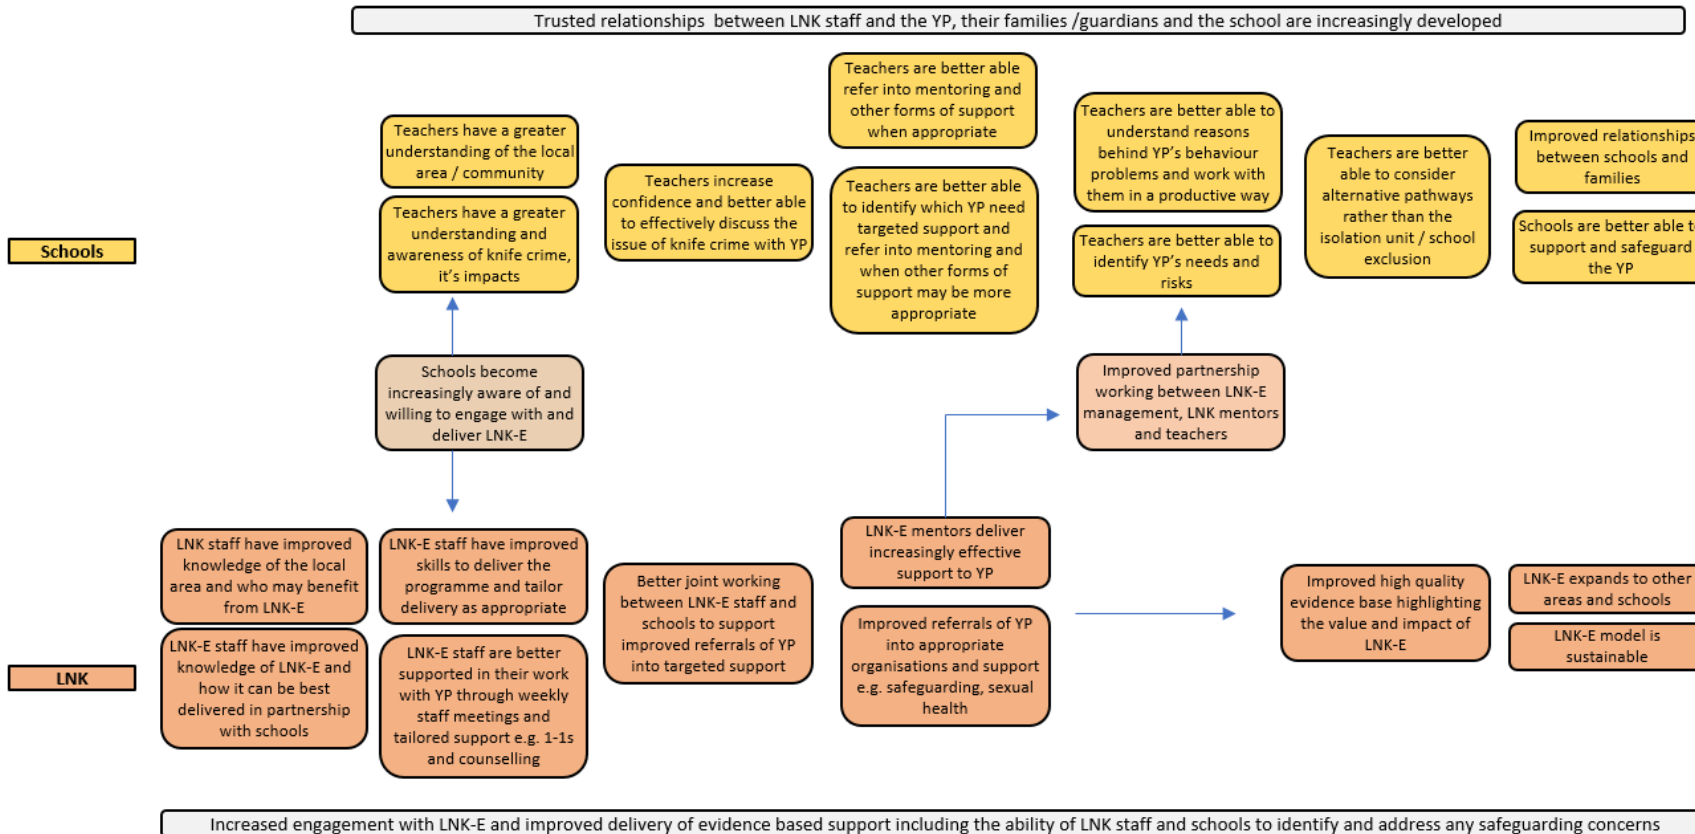 Trusted relationships between LNK staff and the YP, their families /guardians and the school are increasingly developed
Schools
Teachers have a greater
understanding of the local
area / community
Teachers have a greater
understanding and
awareness of knife crime,
it's impacts
Teachers increase
confidence and better able
to effectively discuss the
issue of knife crime with YP
Teachers are better able
refer into mentoring and
other forms of support
when appropriate
Teachers are better able
to identify which YP need
targeted support and
refer into mentoring and
when other forms of
support may be more
appropriate
Teachers are better able to
understand reasons
behind YP's behaviour
problems and work with
them in a productive way
Teachers are better able to
identify YP's needs and
risks
Teachers are better
able to consider
alternative pathways
rather than the
isolation unit / school
exclusion
Improved relationships
between schools and
families
Schools are better able to
support and safeguard
the YP
Schools become
increasingly aware of and
willing to engage with and
deliver LNK-E
Improved partnership
working between LNK-E
management, LNK mentors
and teachers
LNK
LNK staff have improved
knowledge of the local
area and who may benefit
from LNK-E
LNK-E staff have improved
knowledge of LNK-E and
how it can be best
delivered in partnership
with schools
LNK-E staff have improved
skills to deliver the
programme and tailor
delivery as appropriate
LNK-E staff are better
supported in their work
with YP through weekly
staff meetings and
tailored support e.g. 1-1s
and counselling
Better joint working
between LNK-E staff and
schools to support
improved referrals of YP
into targeted support
LNK-E mentors deliver
increasingly effective
support to YP
Improved referrals of YP
into appropriate
organisations and support
e.g. safeguarding, sexual
health
Improved high quality
evidence base highlighting
the value and impact of
LNK-E
LNK-E expands to other
areas and schools
LNK-E model is
sustainable
Increased engagement with LNK-E and improved delivery of evidence based support including the ability of LNK staff and schools to identify and address any safeguarding concerns